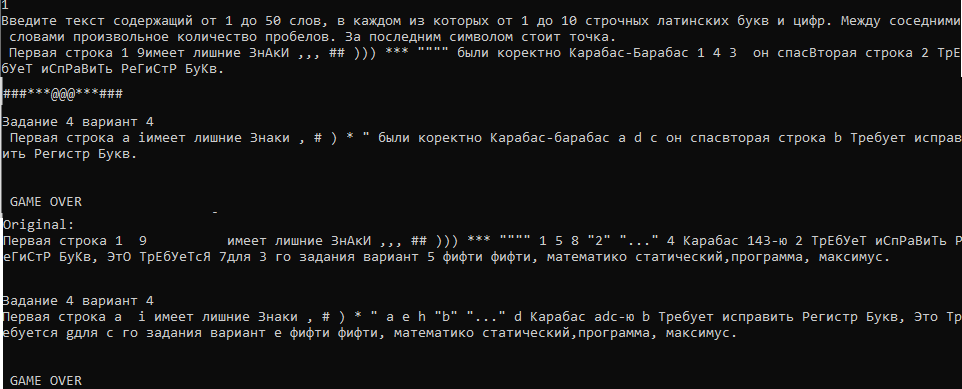 1
Введите текст содержащий от 1 до 50 слов, в каждом из которых от 1 до 10 строчных латинских букв и цифр. Между соседними
словами произвольное количество пробелов. За последним символом стоит точка.
Первая строка 1 9имеет лишние ЗнАкИ ,,, ## ))) *** """" были коректно Карабас-Барабас 1 4 3  он спасВторая строка 2 ТрЕ
бУеТ иСпРаВиТь РеГиСтР БуКв.
###***@@@***###
Задание 4 вариант 4
Первая строка a iимеет лишние Знаки , # ) * " были коректно Карабас-барабас a d c он спасвторая строка b Требует исправ
ить Регистр Букв.
GAME OVER
Original:
Первая строка 1  9          имеет лишние ЗнАкИ ,,, ## ))) *** """" 1 5 8 "2" "..." 4 Карабас 143-ю 2 ТрЕбУеТ иСпРаВиТь Р
еГиСтР БуКв, ЭтО ТрЕбУеТсЯ 7для 3 го задания вариант 5 фифти фифти, математико статический,программа, максимус.
Задание 4 вариант 4
Первая строка a  i имеет лишние Знаки , # ) * " a e h "b" "..." d Карабас adc-ю b Требует исправить Регистр Букв, Это Тр
ебуется gдля c го задания вариант e фифти фифти, математико статический,программа, максимус.
GAME OVER